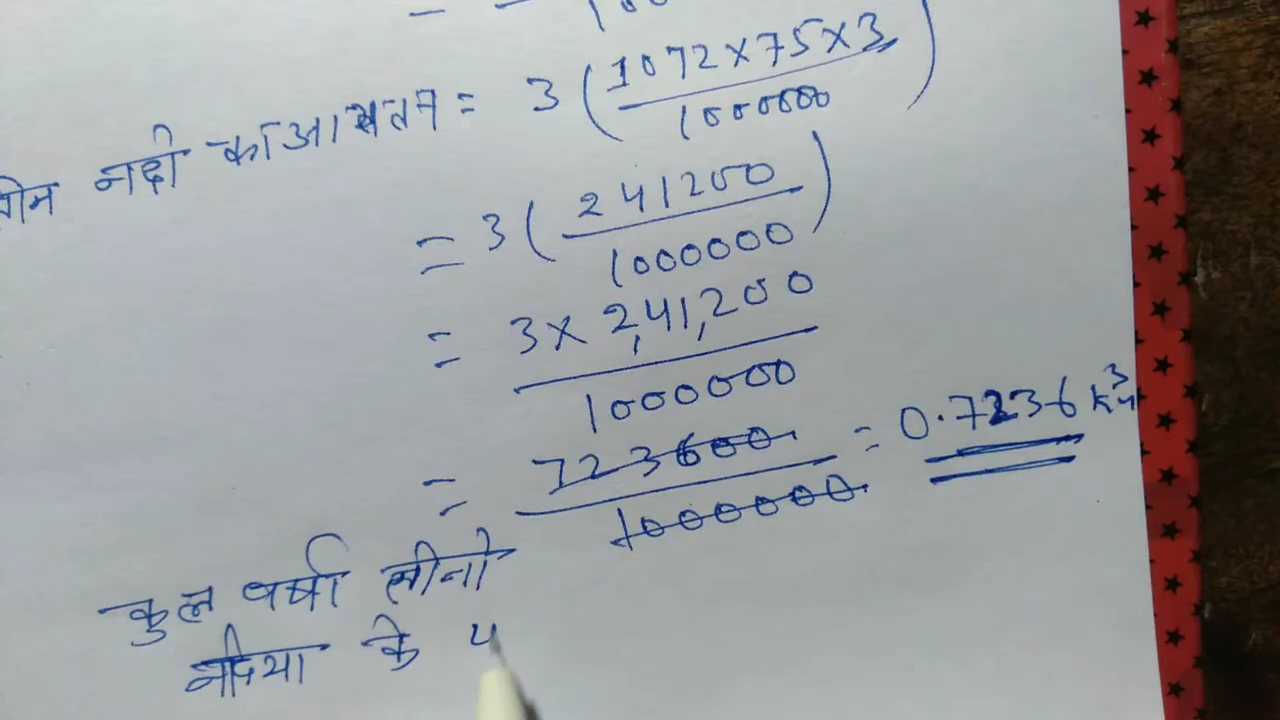 नदी का आयतन = 3 ( 1072 x 75 x 3 / 1000000 )
= 3 ( 241200 / 1000000 )
= 3 x 2,41,200 / 1000000
= 723600 / 1000000 = 0.7236 km³
कुल वर्षा तीनो
नदिया के